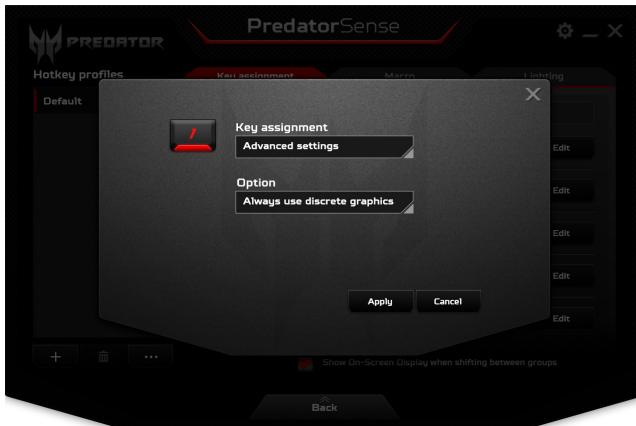 PREDATOR
PredatorSense
Hotkey profiles
Key assignment
Macro
Lighting
Default
1
Key assignment
Advanced settings
Edit
Edit
Option
Always use discrete graphics
Edit
Edit
Apply
Cancel
Edit
Show On-Screen Display when shifting between groups
Back